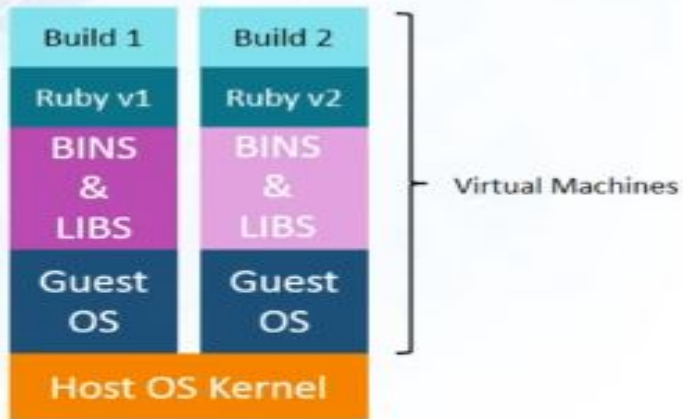 Build 1
Build 2
Ruby v1
Ruby v2
BINS
&
LIBS
BINS
&
LIBS
Virtual Machines
Guest
OS
Guest
OS
Host OS Kernel